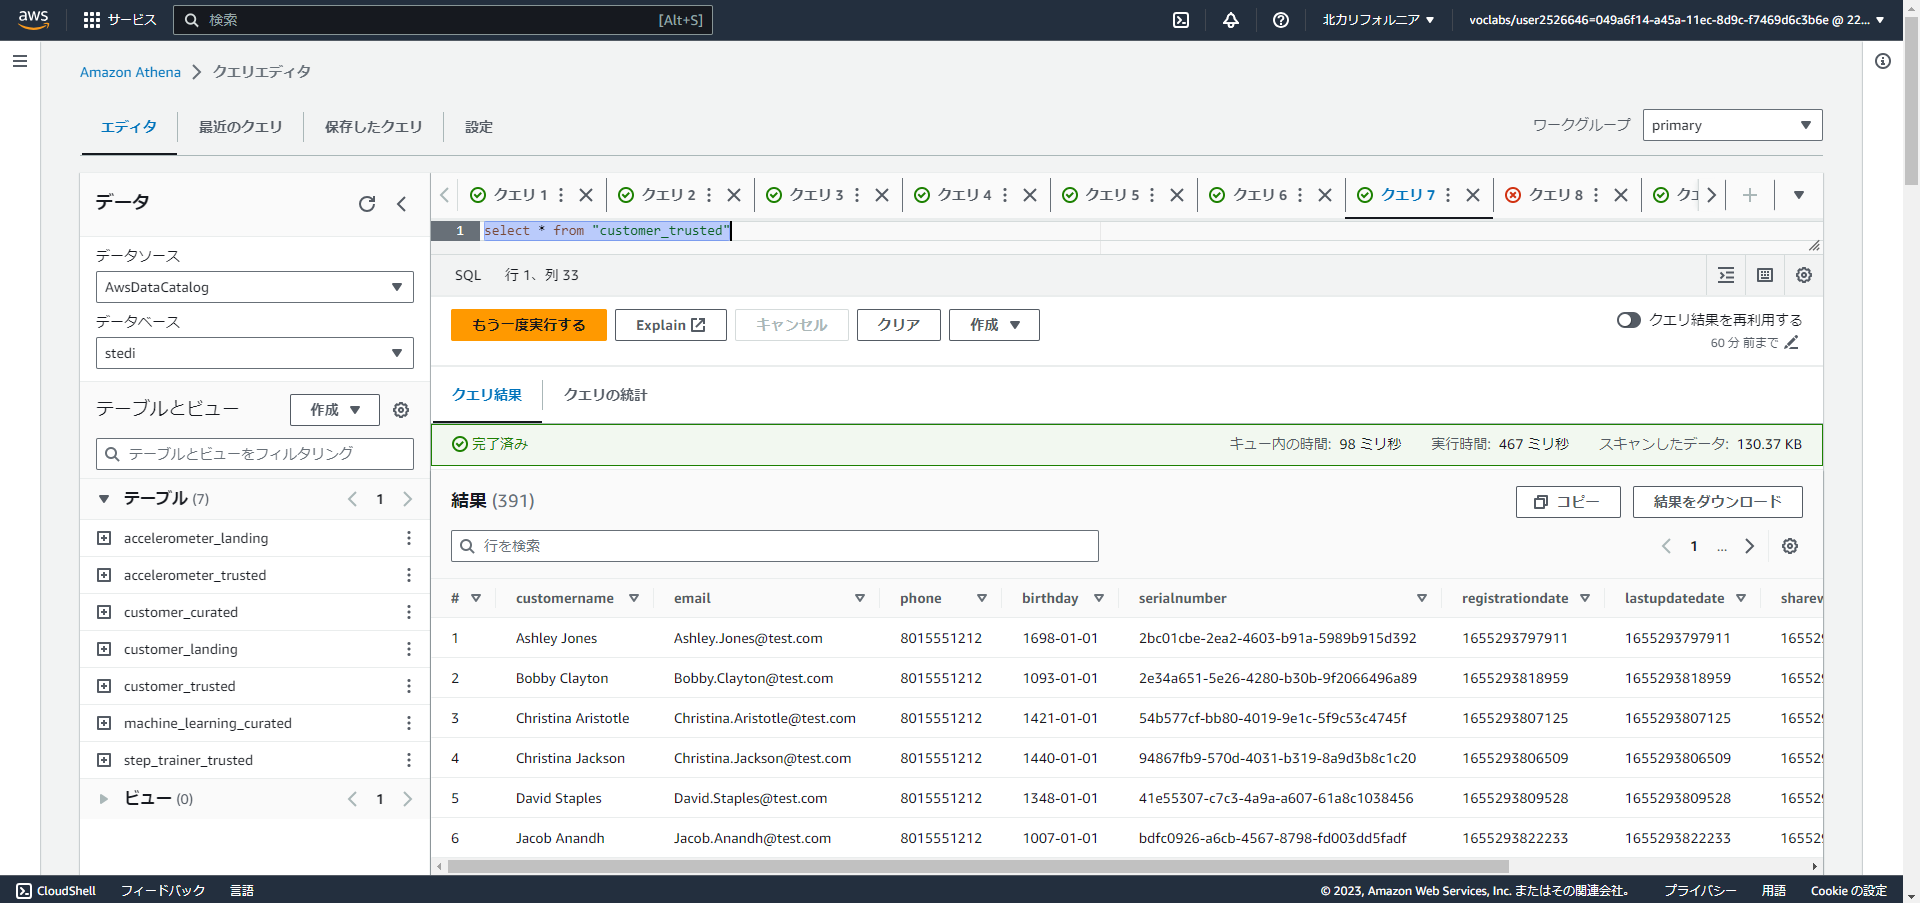 aws サービス 検索 [Alt+S] 北カリフォルニア voclabs/user2526646=049a6f14-a45a-11ec-8d9c-f7469d6c3b6e @ 22...
Amazon Athena クエリエディタ
エディタ 最近のクエリ 保存したクエリ 設定 ワークグループ primary
データ
データソース
AwsDataCatalog
データベース
stedi
テーブルとビュー 作成
テーブルとビューをフィルタリング
テーブル (7) 1
accelerometer_landing
accelerometer_trusted
customer_curated
customer_landing
customer_trusted
machine_learning_curated
step_trainer_trusted
ビュー (0) 1
クエリ 1 クエリ 2 クエリ 3 クエリ 4 クエリ 5 クエリ 6 クエリ 7 クエリ 8 クエ
1 select * from "customer_trusted"
SQL 行 1、列 33
もう一度実行する Explain キャンセル クリア 作成 クエリ結果を再利用する
60 分 前まで
クエリ結果 クエリの統計
完了済み キュー内の時間: 98 ミリ秒 実行時間: 467 ミリ秒 スキャンしたデータ: 130.37 KB
結果 (391) コピー 結果をダウンロード
行を検索 1 ...
# customername email phone birthday serialnumber registrationdate lastupdatedate sharew
1 Ashley Jones Ashley.Jones@test.com 8015551212 1698-01-01 2bc01cbe-2ea2-4603-b91a-5989b915d392 1655293797911 1655293797911 16552
2 Bobby Clayton Bobby.Clayton@test.com 8015551212 1093-01-01 2e34a651-5e26-4280-b30b-9f2066496a89 1655293818959 1655293818959 16552
3 Christina Aristotle Christina.Aristotle@test.com 8015551212 1421-01-01 54b577cf-bb80-4019-9e1c-5f9c53c4745f 1655293807125 1655293807125 16552
4 Christina Jackson Christina.Jackson@test.com 8015551212 1440-01-01 94867fb9-570d-4031-b319-8a9d3b8c1c20 1655293806509 1655293806509 16552
5 David Staples David.Staples@test.com 8015551212 1348-01-01 41e55307-c7c3-4a9a-a607-61a8c1038456 1655293809528 1655293809528 16552
6 Jacob Anandh Jacob.Anandh@test.com 8015551212 1007-01-01 bdfc0926-a6cb-4567-8798-fd003dd5fadf 1655293822233 1655293822233 16552
CloudShell フィードバック 言語 © 2023, Amazon Web Services, Inc. またはその関連会社。 プライバシー 用語 Cookie の設定